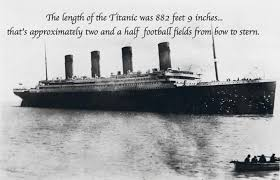 The length of the Titanic was 882 feet 9 inches...
that's approximately two and a half football fields from bow to stern.